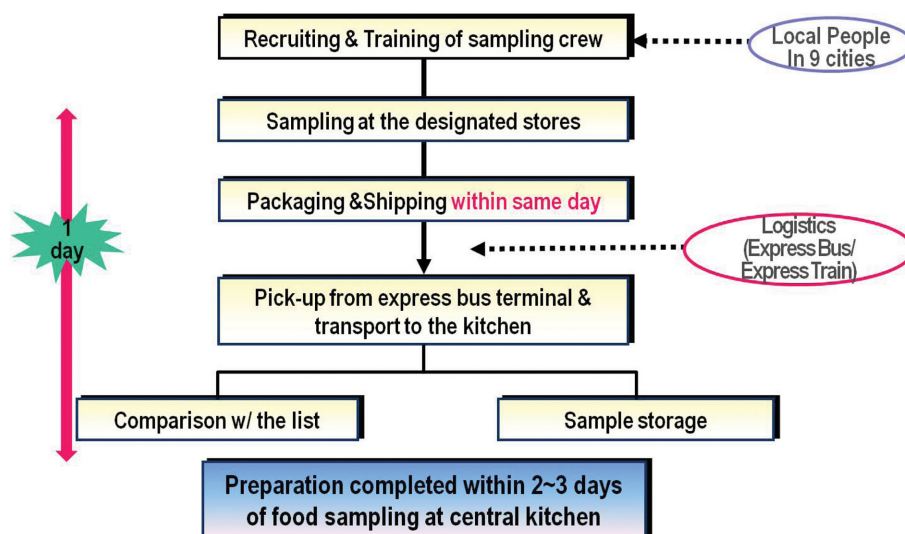 Recruiting & Training of sampling crew
Local People
In 9 cities
Sampling at the designated stores
Packaging &Shipping within same day
1
day
Logistics
(Express Bus/
Express Train)
Pick-up from express bus terminal &
transport to the kitchen
Comparison w/ the list
Sample storage
Preparation completed within 2~3 days
of food sampling at central kitchen